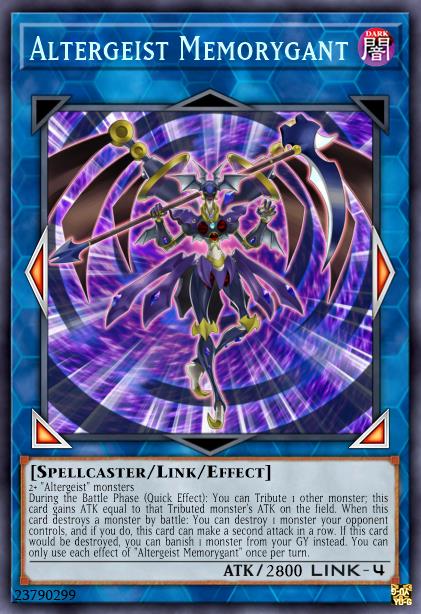 ALTERGEIST MEMORYGANT
DARK
闇
[SPELLCASTER/LINK/EFFECT]
2+ "Altergeist" monsters
During the Battle Phase (Quick Effect): You can Tribute 1 other monster; this
card gains ATK equal to that Tributed monster's ATK on the field. When this
card destroys a monster by battle: You can destroy 1 monster your opponent
controls, and if you do, this card can make a second attack in a row. If this card
would be destroyed, you can banish 1 monster from your GY instead. You can
only use each effect of "Altergeist Memorygant" once per turn.
ATK/2800 LINK-4
23790299